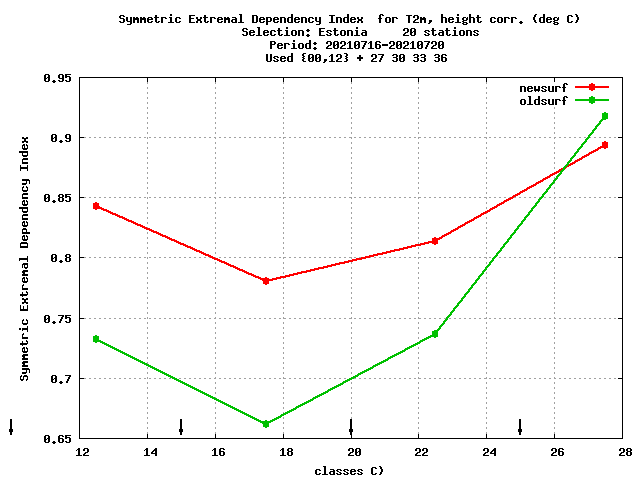 Symmetric Extremal Dependency Index  for T2m, height corr. (deg C)
Selection: Estonia     20 stations
Period: 20210716-20210720
Used {00,12} + 27 30 33 36
newsurf
oldsurf
Symmetric Extremal Dependency Index
0.95
0.9
0.85
0.8
0.75
0.7
0.65
12 14 16 18 20 22 24 26 28
classes C)